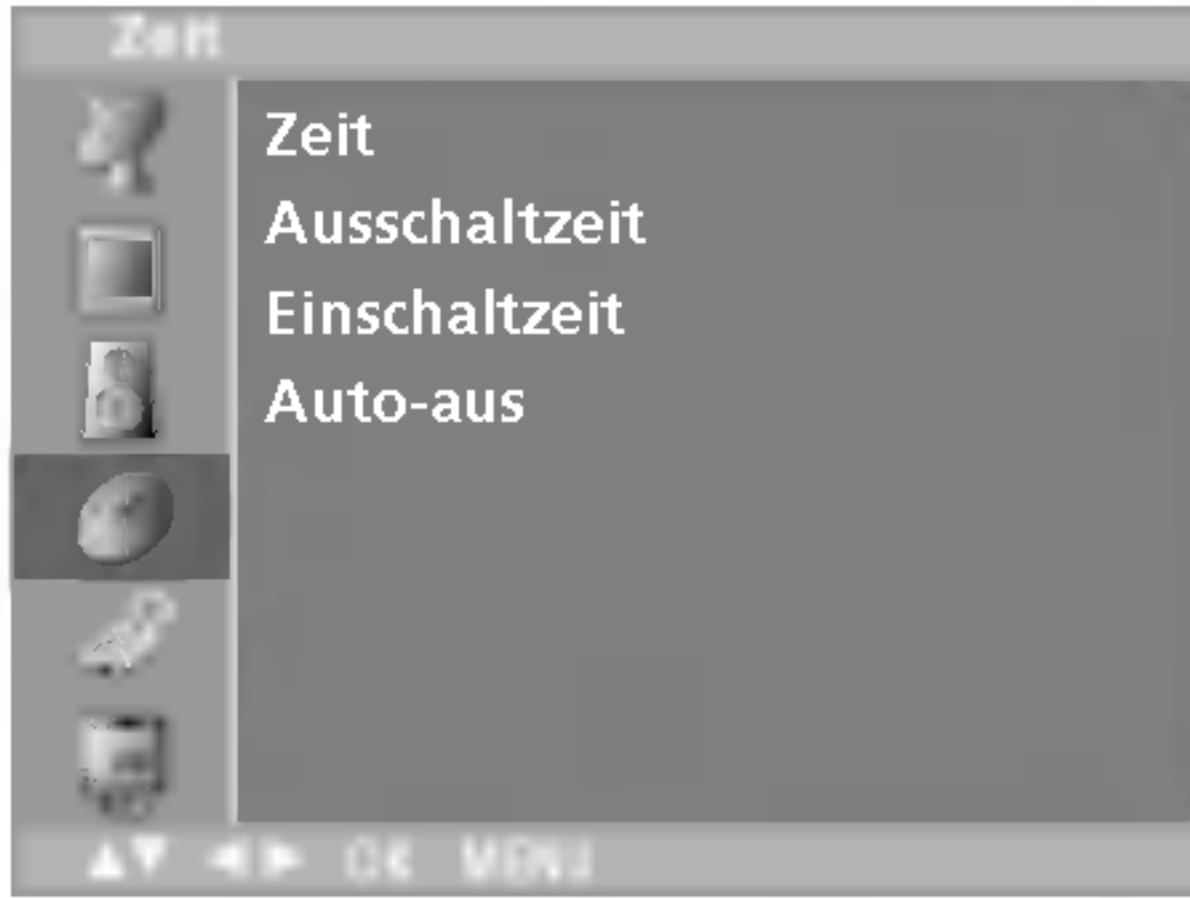 Zeit
Zeit
Ausschaltzeit
Einschaltzeit
Auto-aus
▲▼ ◀▶ OK MENU